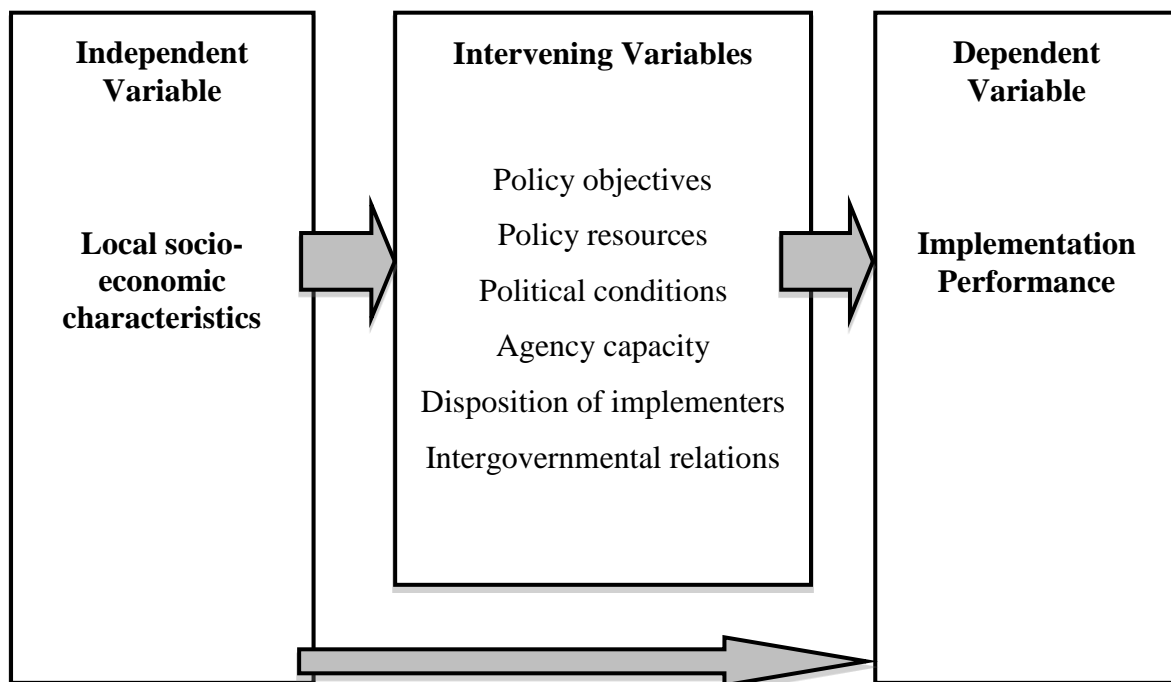 Independent
Variable
Local socio-
economic
characteristics
Intervening Variables
Policy objectives
Policy resources
Political conditions
Agency capacity
Disposition of implementers
Intergovernmental relations
Dependent
Variable
Implementation
Performance